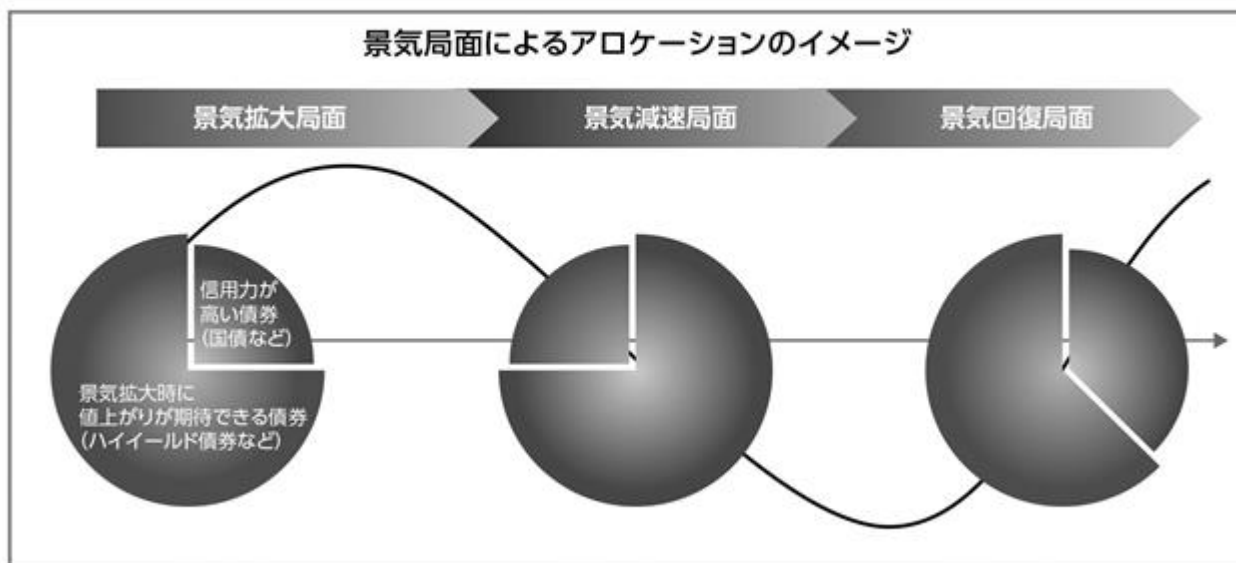 景気局面によるアロケーションのイメージ
景気拡大局面
景気減速局面
景気回復局面
信用力が
高い債券
(国債など)
景気拡大時に
値上がりが期待できる債券
(ハイイールド債券など)